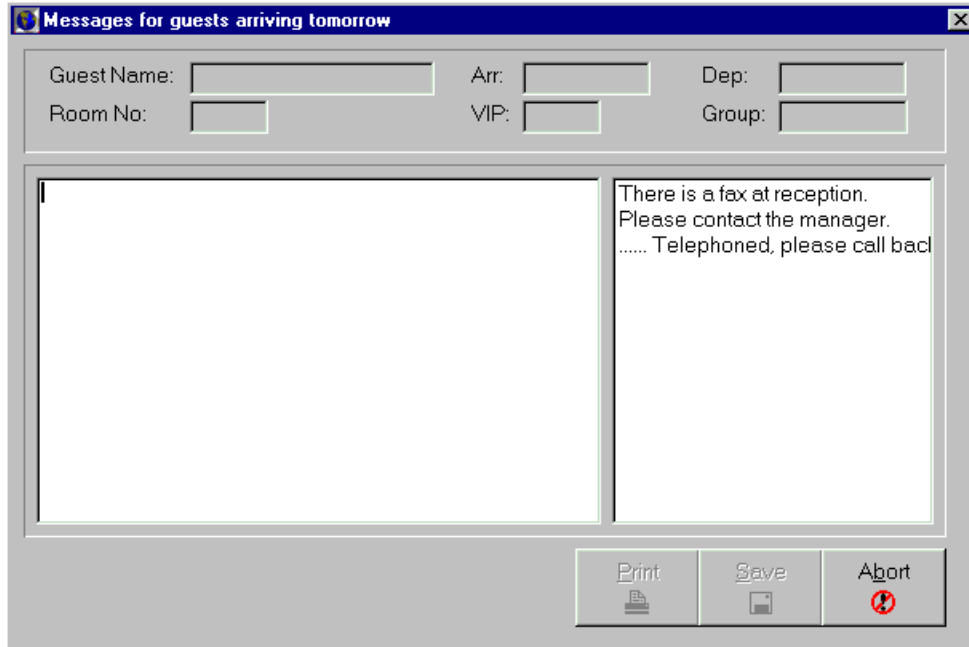 Messages for guests arriving tomorrow
Guest Name: Arr: Dep:
Room No: VIP: Group:
There is a fax at reception.
Please contact the manager.
...... Telephoned, please call bacl
Print Save Abort